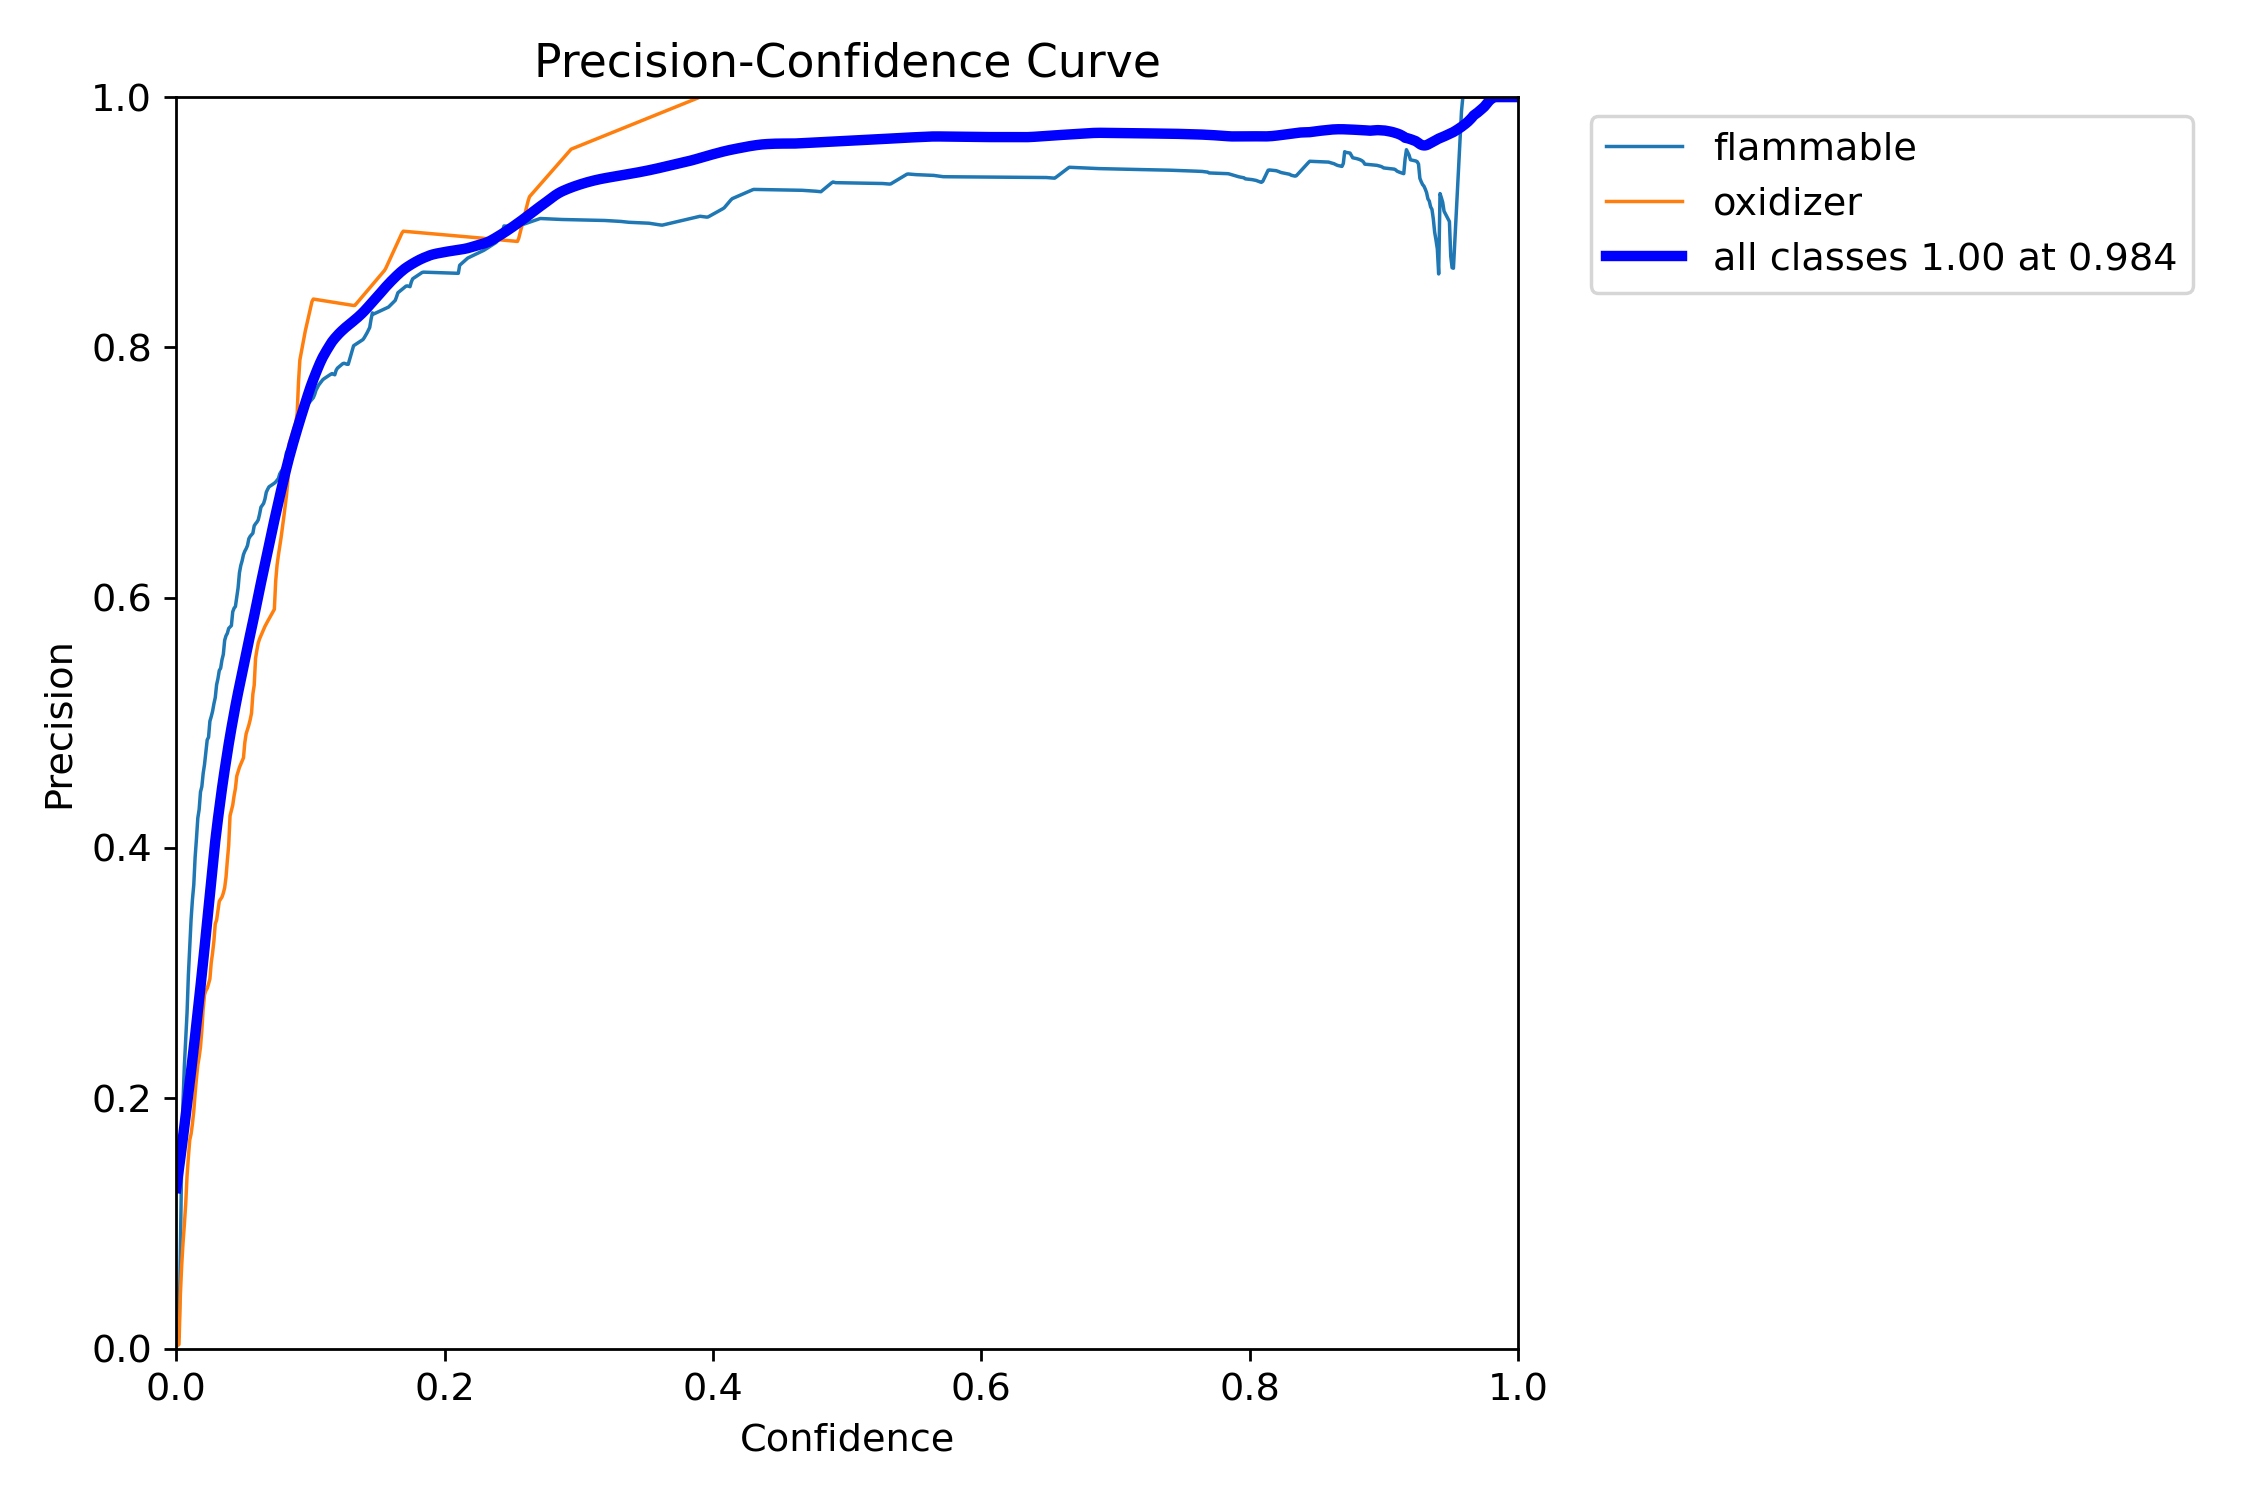 Precision-Confidence Curve
1.0
0.8
0.6
0.4
0.2
0.0
Precision
0.0 0.2 0.4 0.6 0.8 1.0
Confidence
flammable
oxidizer
all classes 1.00 at 0.984